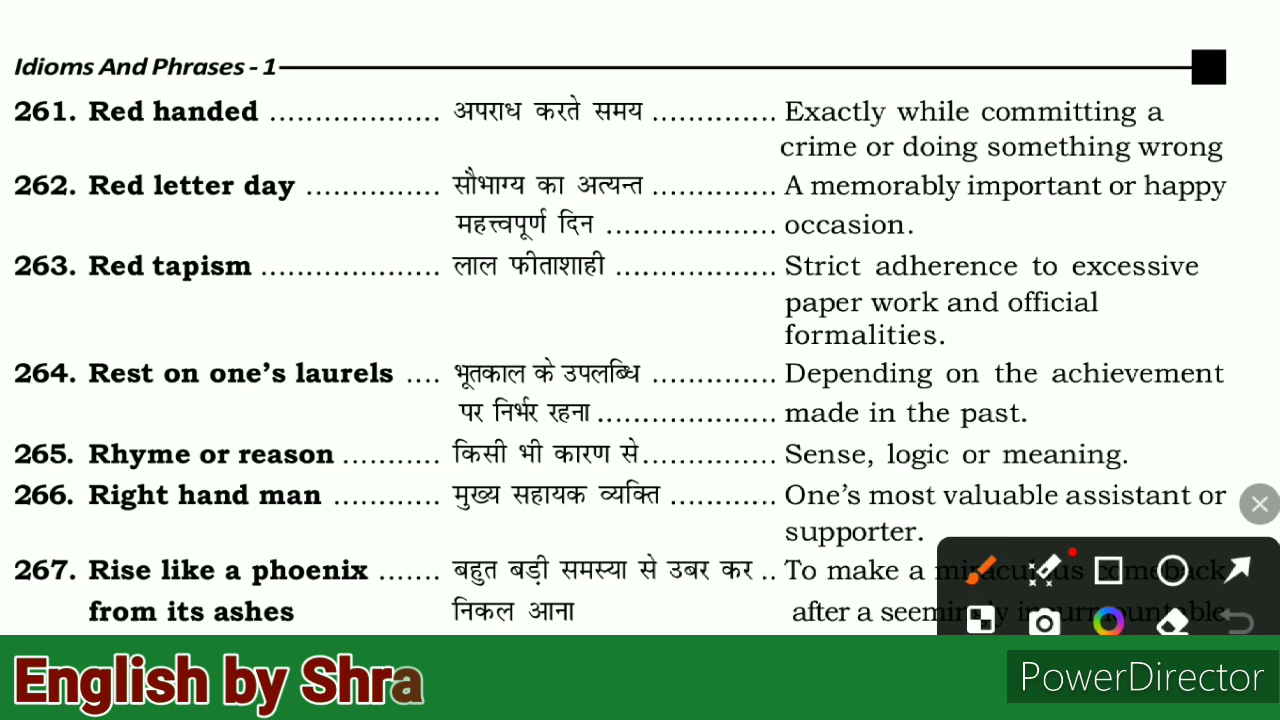 Idioms And Phrases - 1
261. Red handed ................... अपराध करते समय .............. Exactly while committing a
crime or doing something wrong
262. Red letter day ............... सौभाग्य का अत्यन्त .............. A memorably important or happy
महत्त्वपूर्ण दिन ................... occasion.
263. Red tapism .................... लाल फीताशाही .................. Strict adherence to excessive
paper work and official
formalities.
264. Rest on one's laurels .... भूतकाल के उपलब्धि .............. Depending on the achievement
पर निर्भर रहना .................... made in the past.
265. Rhyme or reason ........... किसी भी कारण से............... Sense, logic or meaning.
266. Right hand man ............ मुख्य सहायक व्यक्ति ............ One's most valuable assistant or
supporter.
267. Rise like a phoenix ....... बहुत बड़ी समस्या से उबर कर .. To make a miraculous comeback
from its ashes निकल आना after a seemingly insurmountable
English by Shra
PowerDirector